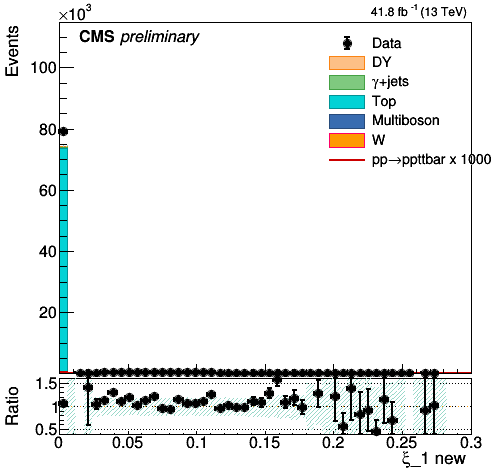 ×10³
41.8 fb⁻¹ (13 TeV)
CMS preliminary
Events
100
80
60
40
20
Data
DY
γ+jets
Top
Multiboson
W
pp→ppttbar x 1000
Ratio
1.5
1
0.5
0 0.05 0.1 0.15 0.2 0.25 0.3
ξ_1 new